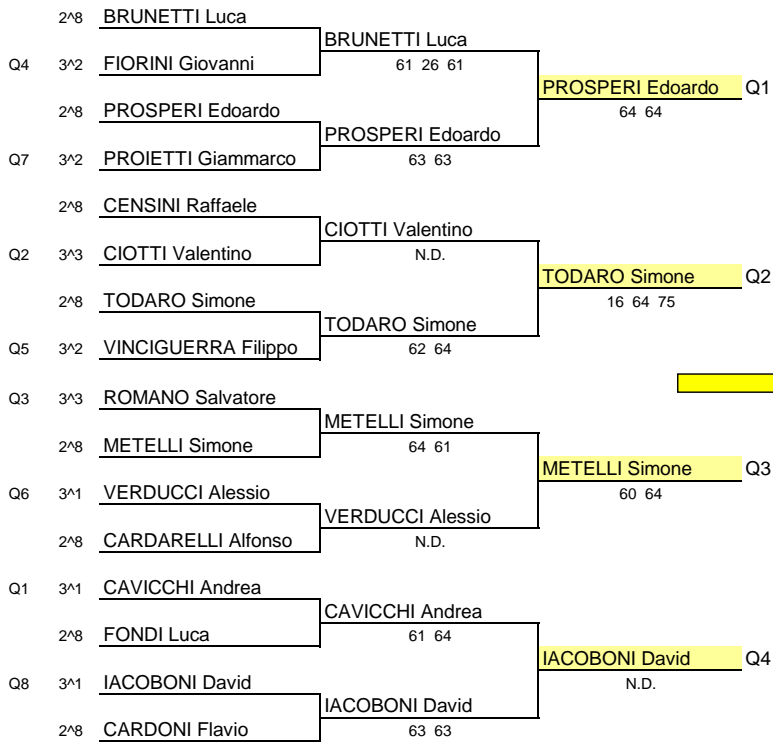 2^8 BRUNETTI Luca
BRUNETTI Luca
Q4 3^2 FIORINI Giovanni
61 26 61
PROSPERI Edoardo Q1
2^8 PROSPERI Edoardo
64 64
PROSPERI Edoardo
Q7 3^2 PROIETTI Giammarco
63 63
2^8 CENSINI Raffaele
CIOTTI Valentino
Q2 3^3 CIOTTI Valentino
N.D.
TODARO Simone Q2
2^8 TODARO Simone
16 64 75
TODARO Simone
Q5 3^2 VINCIGUERRA Filippo
62 64
Q3 3^3 ROMANO Salvatore
METELLI Simone
2^8 METELLI Simone
64 61
METELLI Simone Q3
Q6 3^1 VERDUCCI Alessio
60 64
VERDUCCI Alessio
2^8 CARDARELLI Alfonso
N.D.
Q1 3^1 CAVICCHI Andrea
CAVICCHI Andrea
2^8 FONDI Luca
61 64
IACOBONI David Q4
Q8 3^1 IACOBONI David
N.D.
IACOBONI David
2^8 CARDONI Flavio
63 63